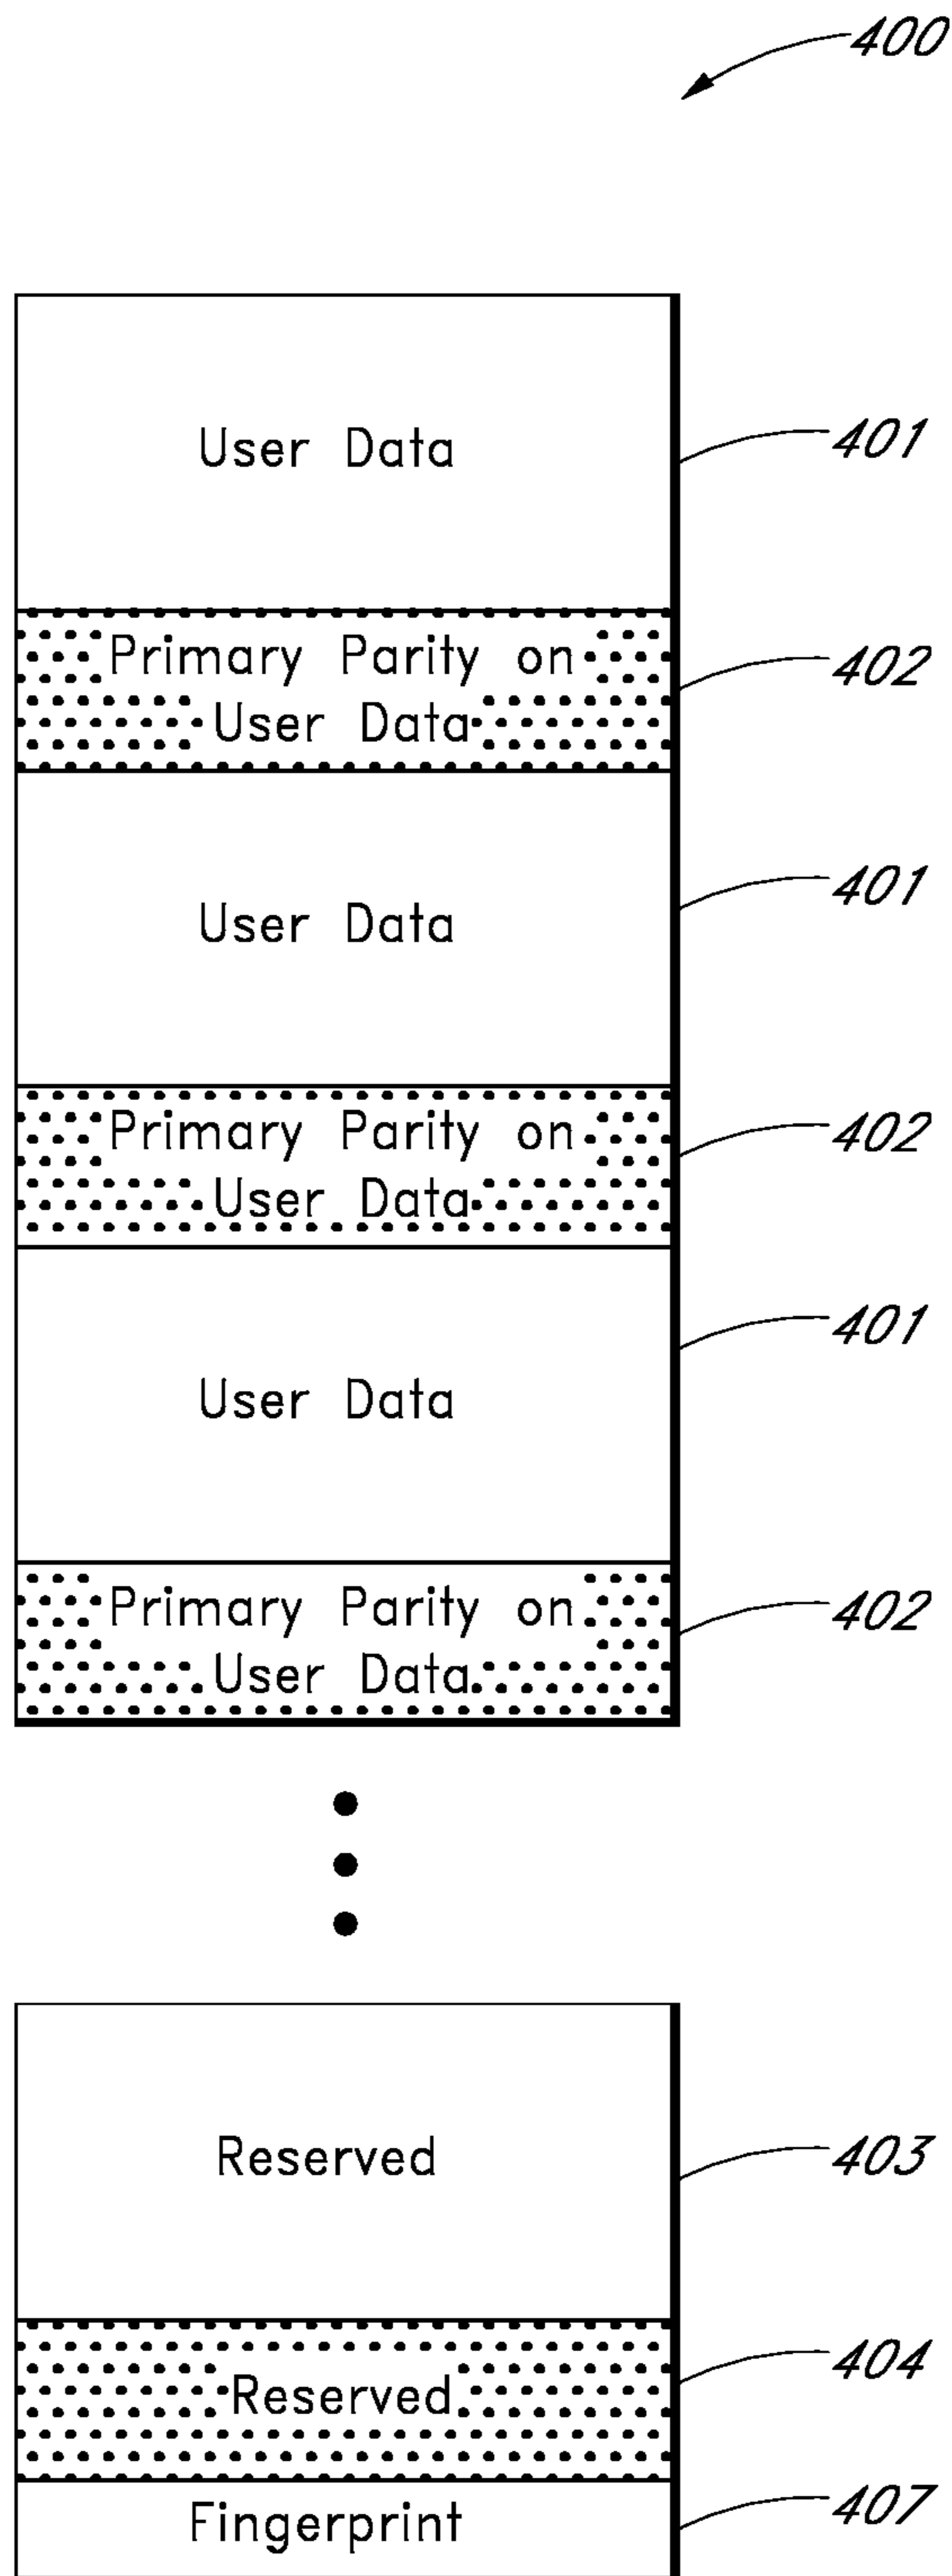 400
User Data
401
Primary Parity on
User Data
402
User Data
401
Primary Parity on
User Data
402
User Data
401
Primary Parity on
User Data
402
Reserved
403
Reserved
404
Fingerprint
407